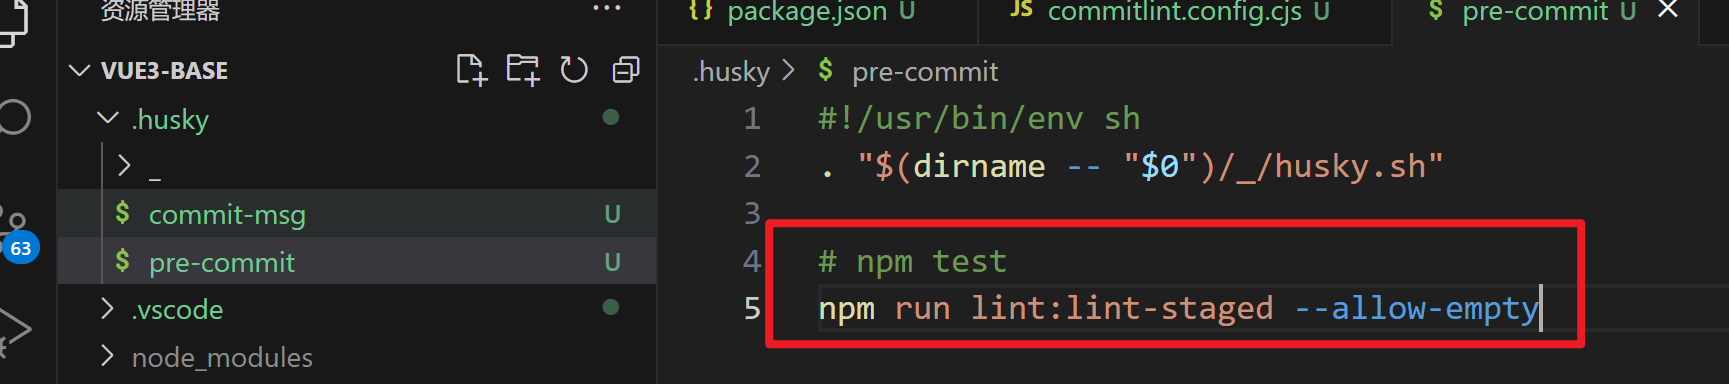 资源管理器 ...
VUE3-BASE
.husky
_
commit-msg U
pre-commit U
.vscode
node_modules
63
{} package.json U JS commitlint.config.cjs U $ pre-commit U
.husky > $ pre-commit
1 #!/usr/bin/env sh
2 . "$(dirname -- "$0")/_/husky.sh"
3
4 # npm test
5 npm run lint:lint-staged --allow-empty